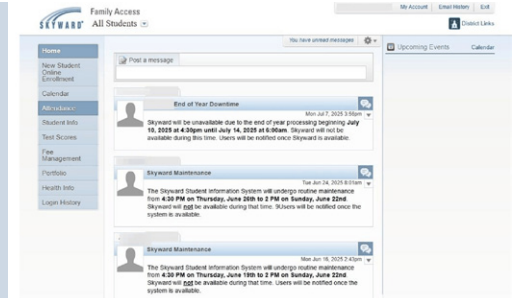 SKYWARD
Family Access
All Students
My Account Email History Exit
District Links
You have unread messages
Upcoming Events Calendar
Home
New Student
Online
Enrollment
Calendar
Attendance
Student Info
Test Scores
Fee
Management
Portfolio
Health Info
Login History
Post a message
End of Year Downtime
Mon Jul 7, 2025 3:56pm
Skyward will be unavailable due to the end of year processing beginning July
10, 2025 at 4:30pm until July 14, 2025 at 6:00am. Skyward will not be
available during this time. Users will be notified once Skyward is available.
Skyward Maintenance
Tue Jun 24, 2025 8:01am
The Skyward Student Information System will undergo routine maintenance
from 4:30 PM on Thursday, June 20th to 2 PM on Sunday, June 22nd.
Skyward will not be available during that time. 9Users will be notified once the
system is available.
Skyward Maintenance
Mon Jun 16, 2025 2:43pm
The Skyward Student Information System will undergo routine maintenance
from 4:30 PM on Thursday, June 19th to 2 PM on Sunday, June 22nd.
Skyward will not be available during that time. Users will be notified once the
system is available.